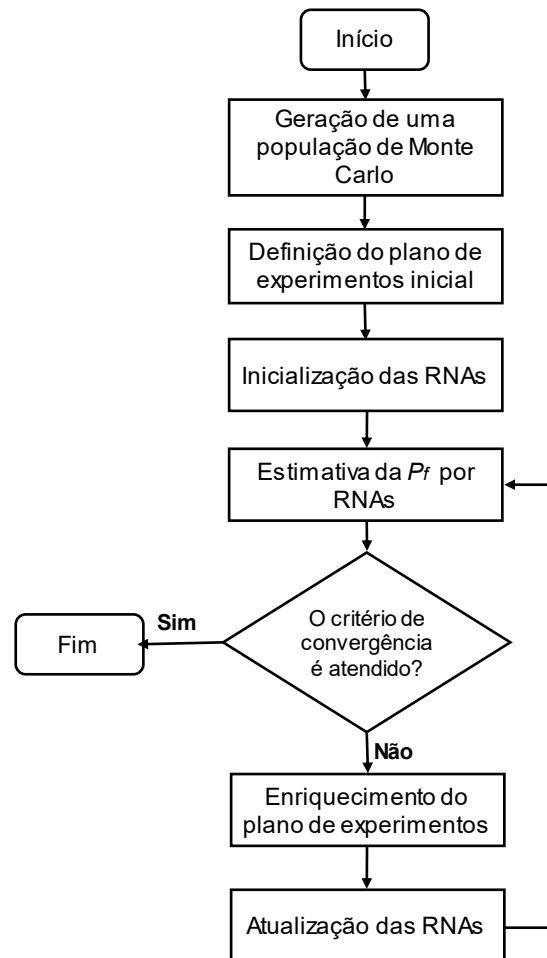 Início
Geração de uma
população de Monte
Carlo
Definição do plano de
experimentos inicial
Inicialização das RNAs
Estimativa da Pf por
RNAs
O critério de
convergência
é atendido?
Sim
Fim
Não
Enriquecimento do
plano de experimentos
Atualização das RNAs